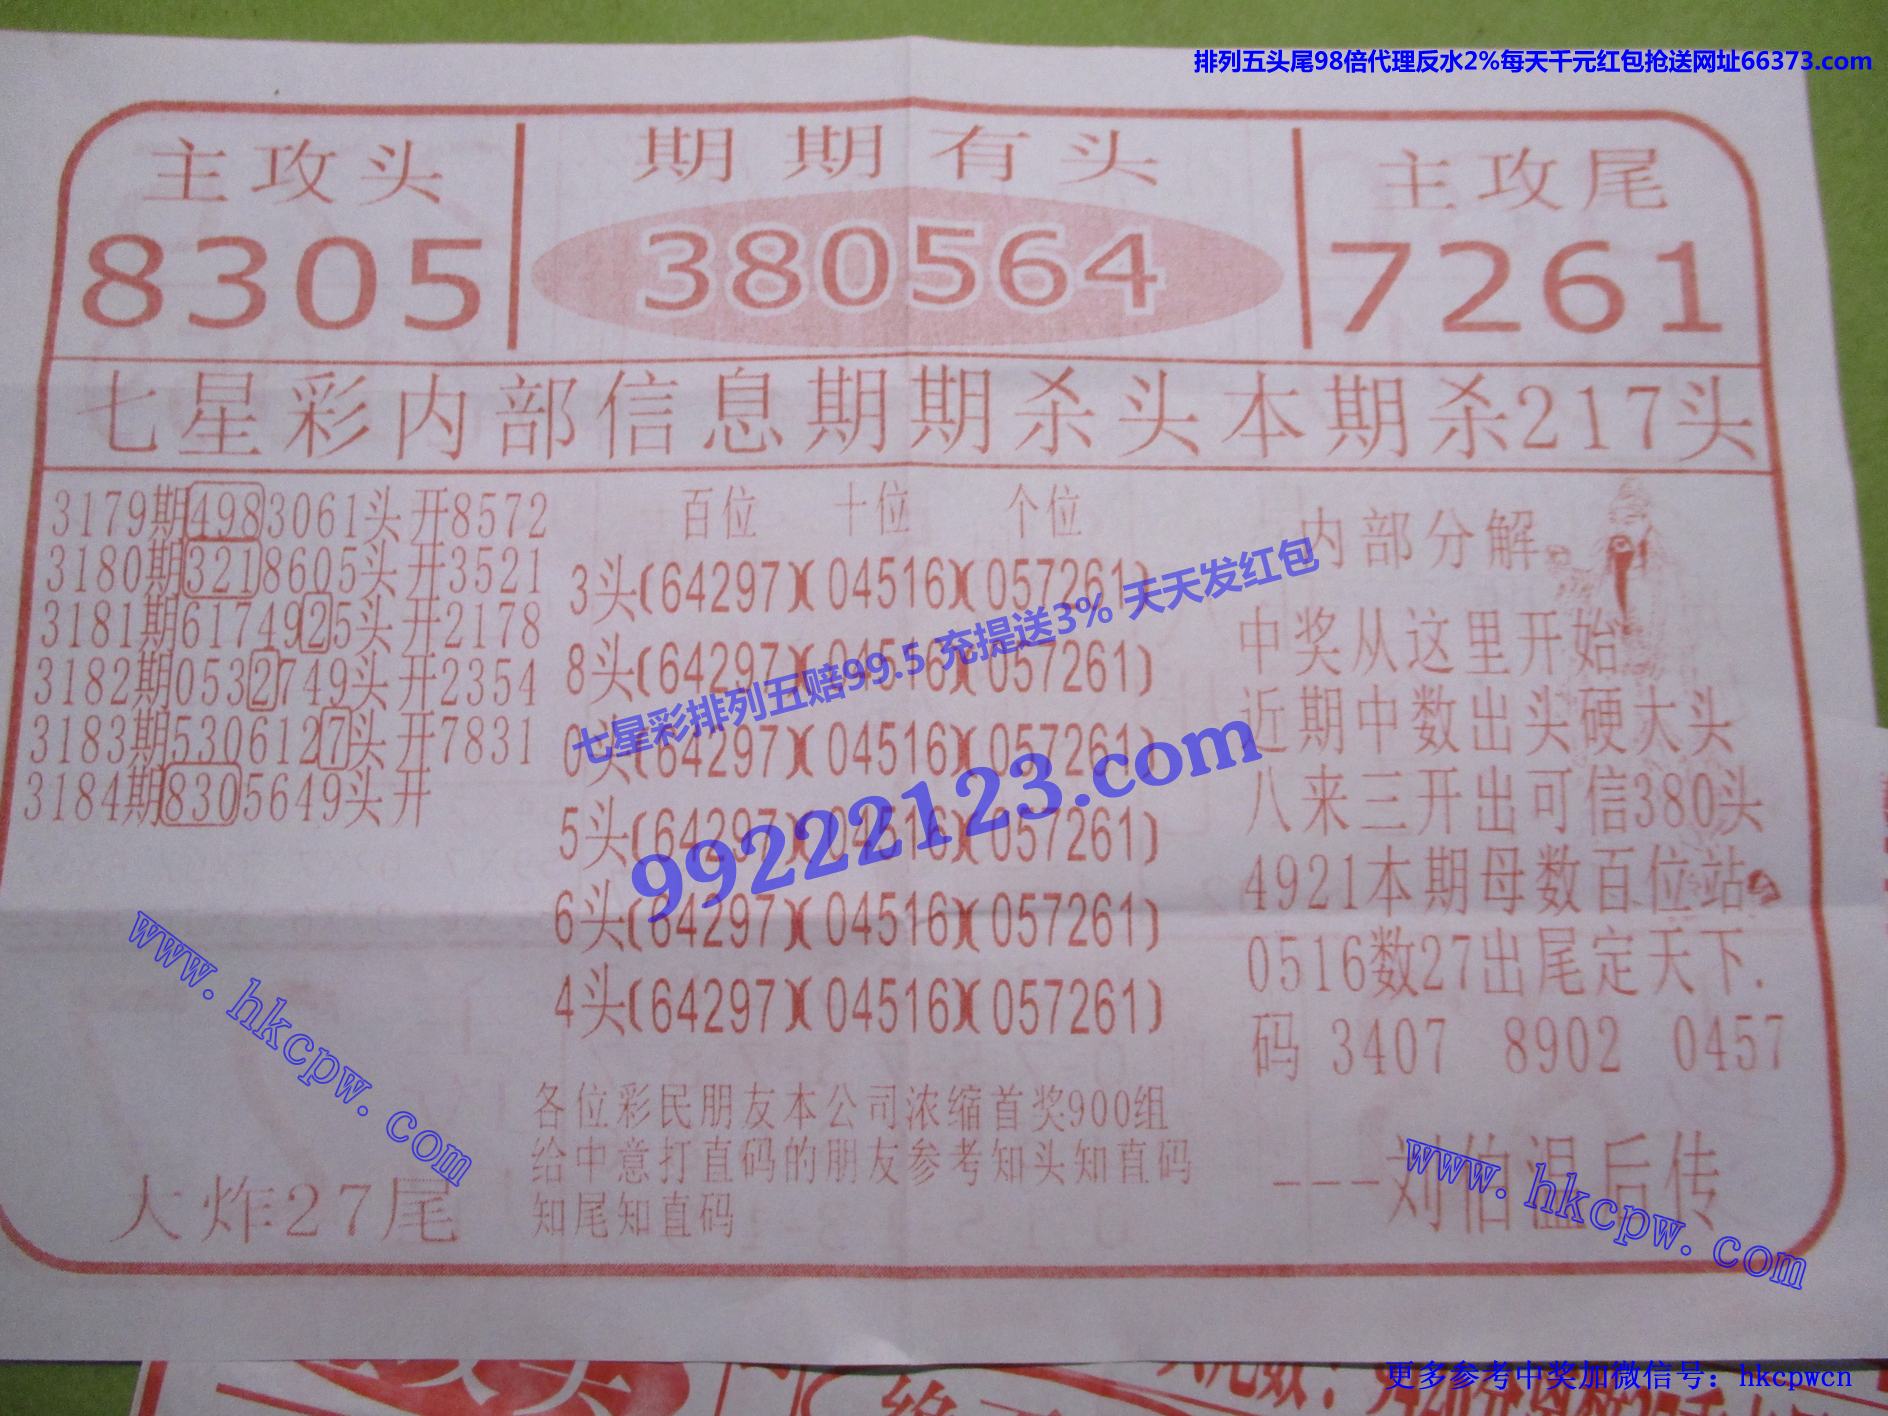 排列五头尾98倍代理反水2%每天千元红包抢送网址66373.com
主攻头
8305
期期有头
380564
主攻尾
7261
七星彩内部信息期期杀头本期杀217头
3179期4983061头开8572
3180期3218605头开3521
3181期6174925头开2178
3182期0532749头开2354
3183期5306127头开7831
3184期8305649头开
百位 十位 个位
3头(64297)(04516)(057261)
8头(64297)(04516)(057261)
0头(64297)(04516)(057261)
5头(64297)(04516)(057261)
6头(64297)(04516)(057261)
4头(64297)(04516)(057261)
七星彩排列五赔99.5 充提送3% 天天发红包
99222123.com
内部分解
中奖从这里开始
近期中数出头硬大头
八来三开出可信380头
4921本期母数百位站
0516数27出尾定天下.
码 3407 8902 0457
---刘伯温后传
www.hkcpw.com
大炸27尾
各位彩民朋友本公司浓缩首奖900组
给中意打直码的朋友参考知头知直码
知尾知直码
www.hkcpw.com
更多参考中奖加微信号：hkcpwcn